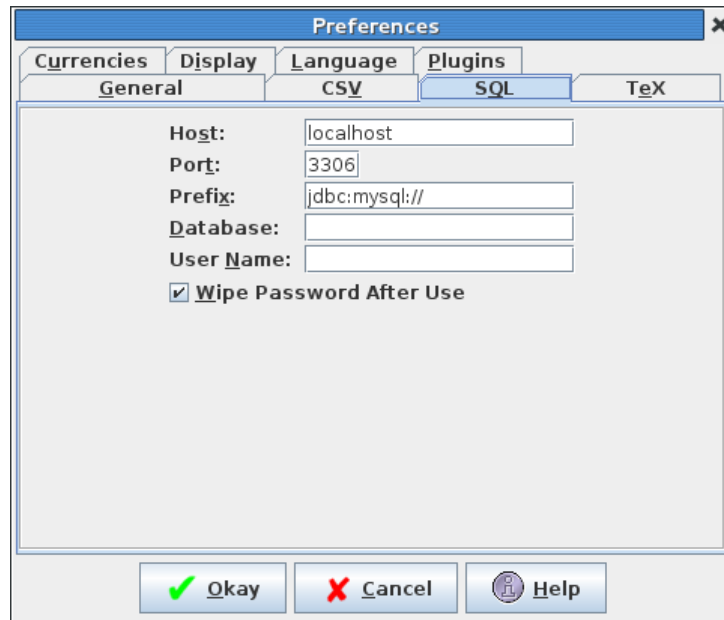 Preferences
Currencies Display Language Plugins
General CSV SQL TeX
Host: localhost
Port: 3306
Prefix: jdbc:mysql://
Database:
User Name:
Wipe Password After Use
Okay Cancel Help